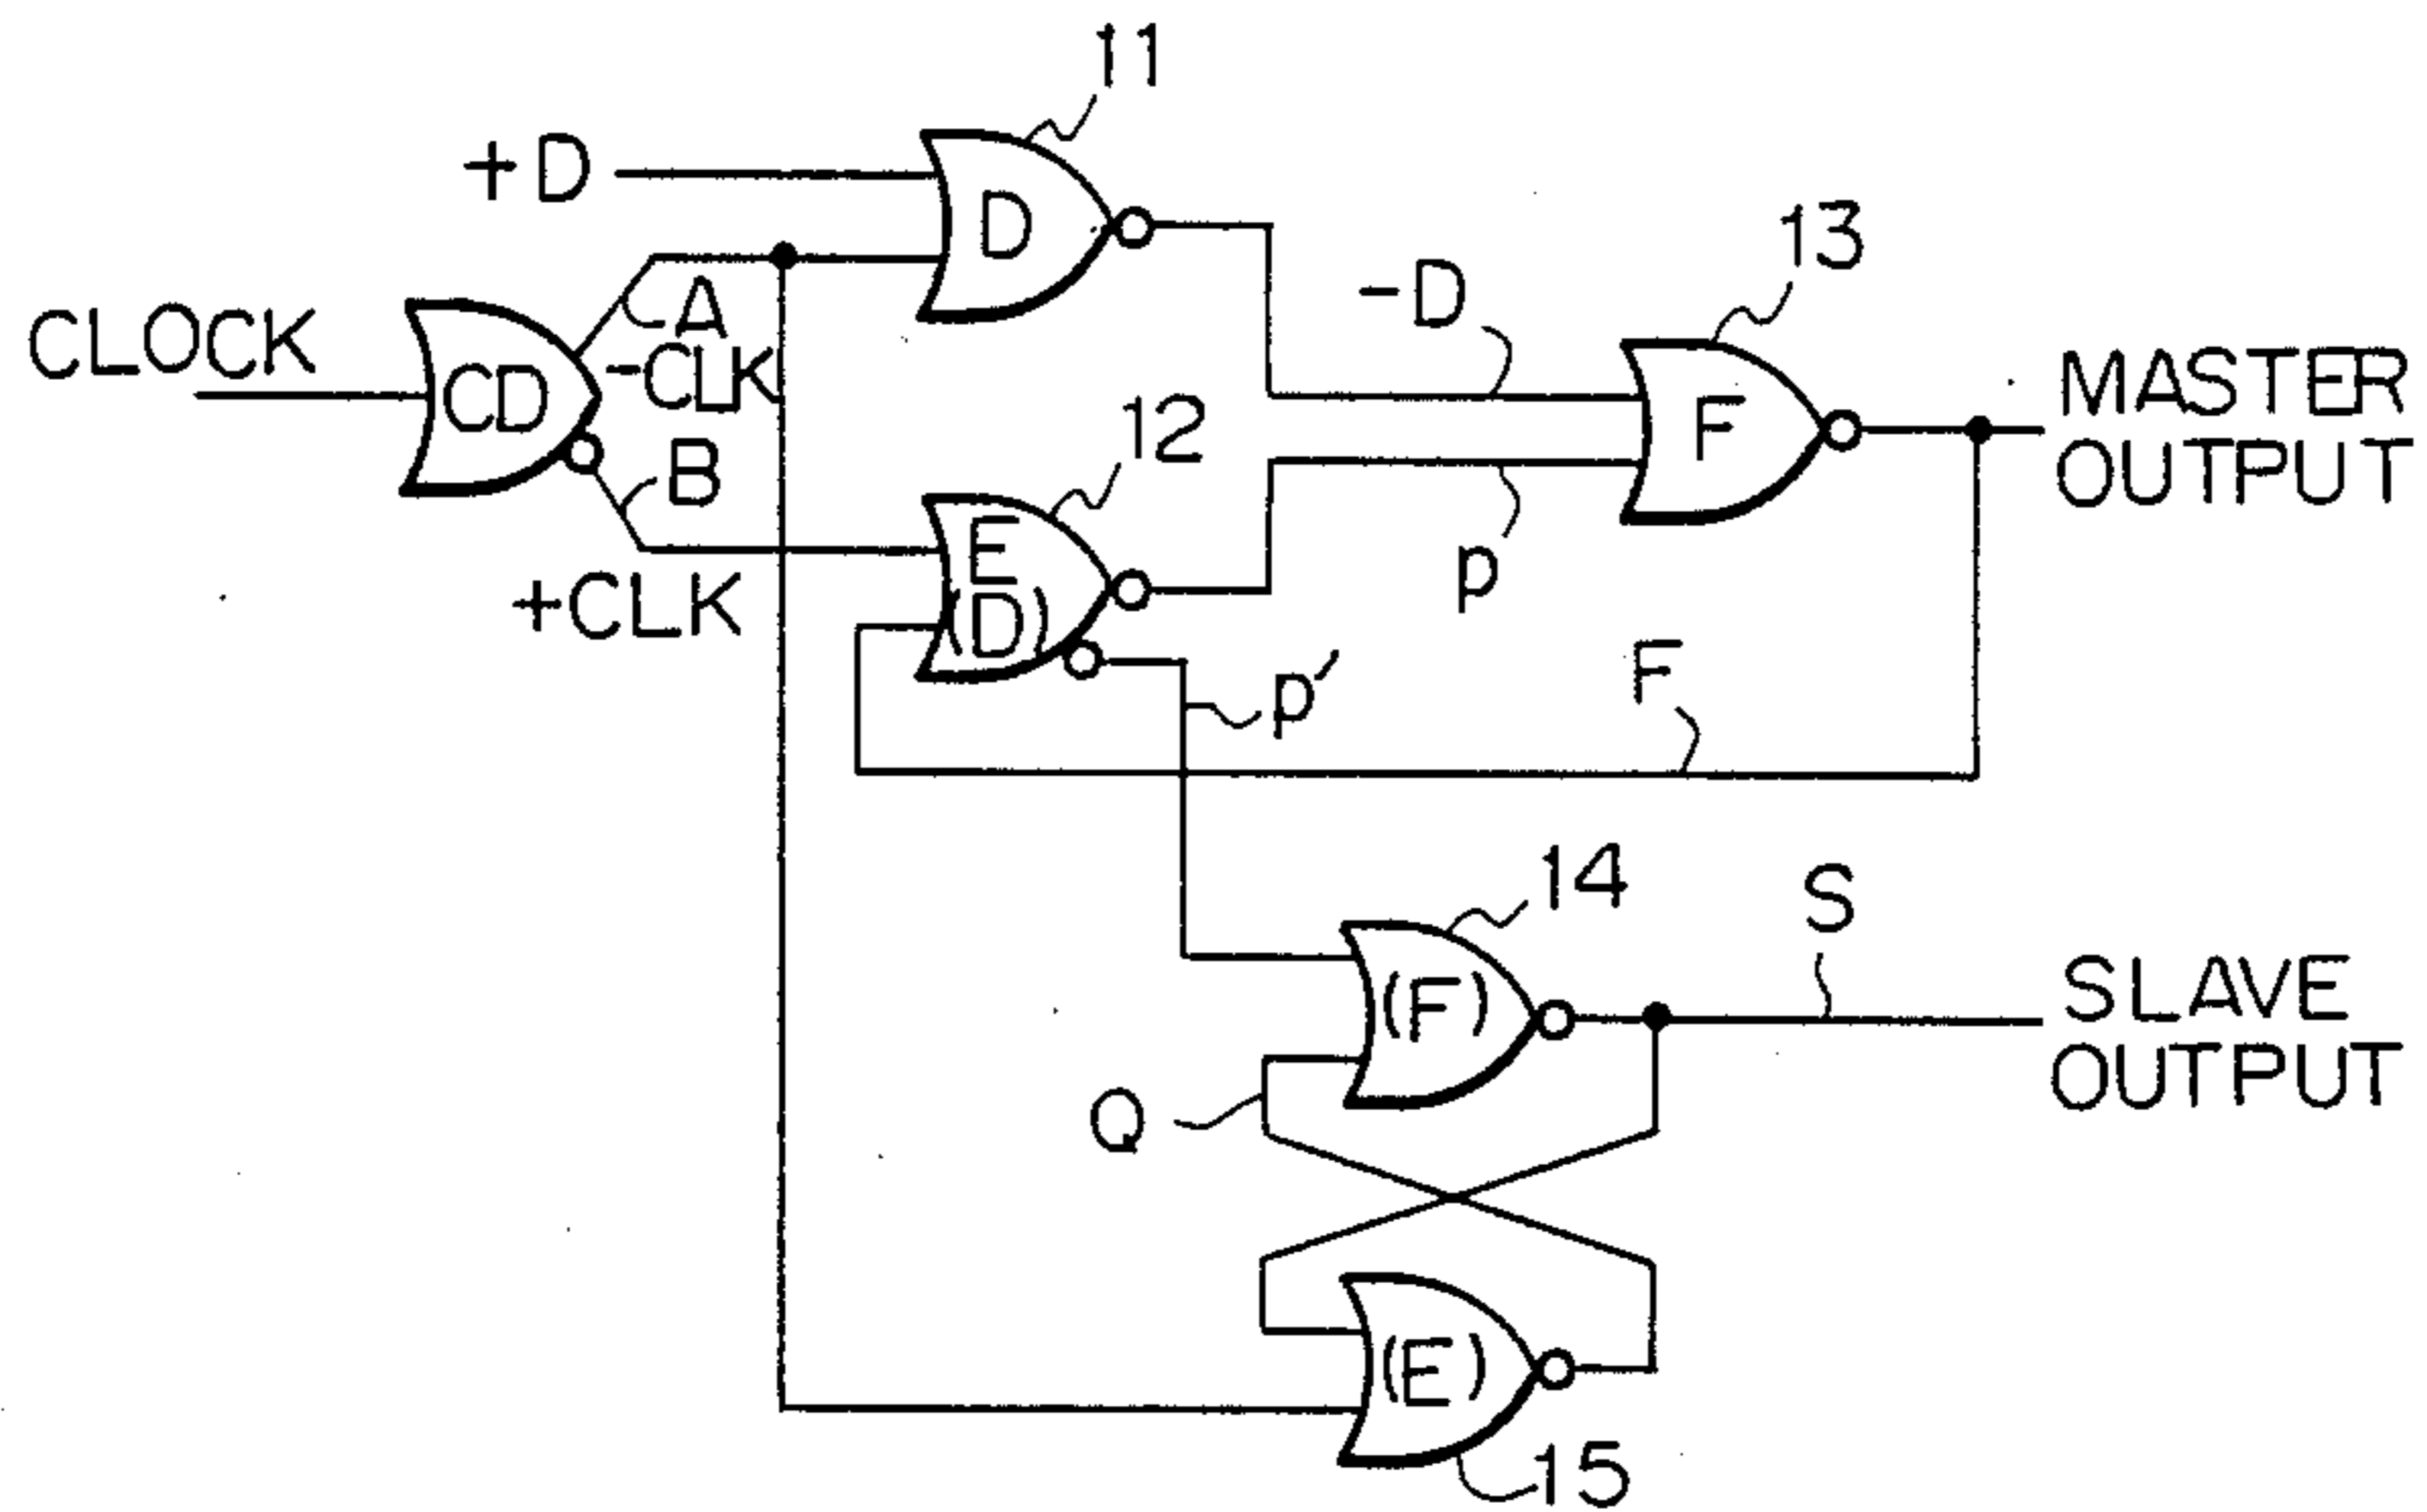 11
+D
D
13
-D
A
CLOCK
CD
-CLK
F
MASTER
OUTPUT
12
B
E
(D)
p
+CLK
p'
F
14
S
(F)
SLAVE
OUTPUT
Q
(E)
15